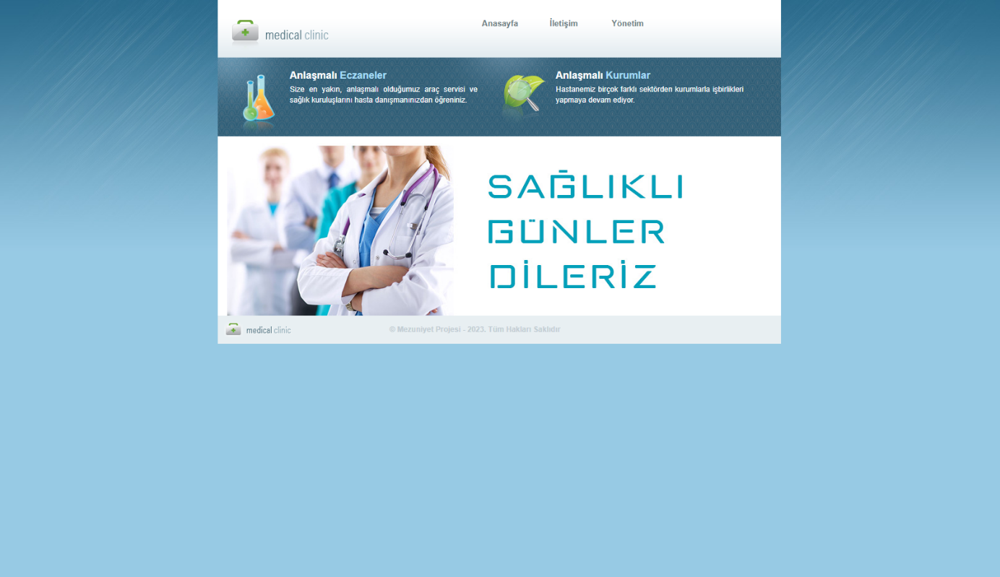 medical clinic
Anasayfa
İletişim
Yönetim
Anlaşmalı Eczaneler
Size en yakın, anlaşmalı olduğumuz araç servisi ve
sağlık kuruluşlarını hasta danışmanınızdan öğreniniz.
Anlaşmalı Kurumlar
Hastanemiz birçok farklı sektörden kurumlarla işbirlikleri
yapmaya devam ediyor.
SAĞLIKLI
GÜNLER
DİLERİZ
medical clinic
© Mezuniyet Projesi - 2023. Tüm Hakları Saklıdır